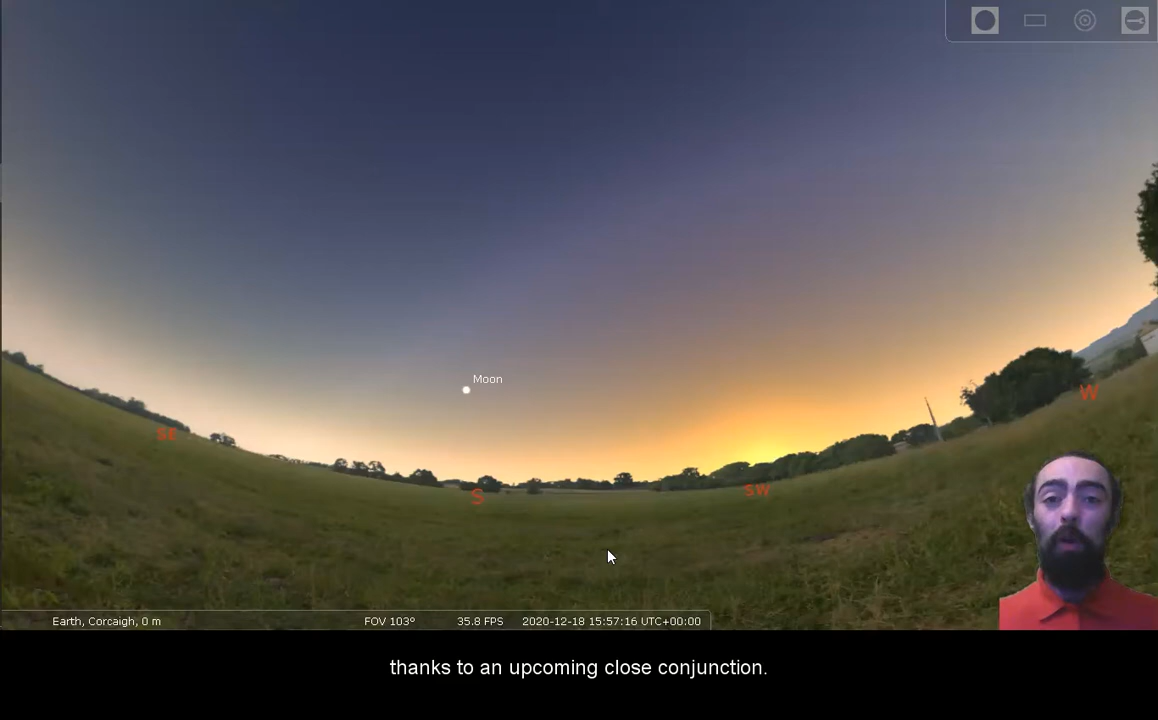 Moon
SE
S
SW
W
Earth, Corcaigh, 0 m FOV 103° 35.8 FPS 2020-12-18 15:57:16 UTC+00:00
thanks to an upcoming close conjunction.